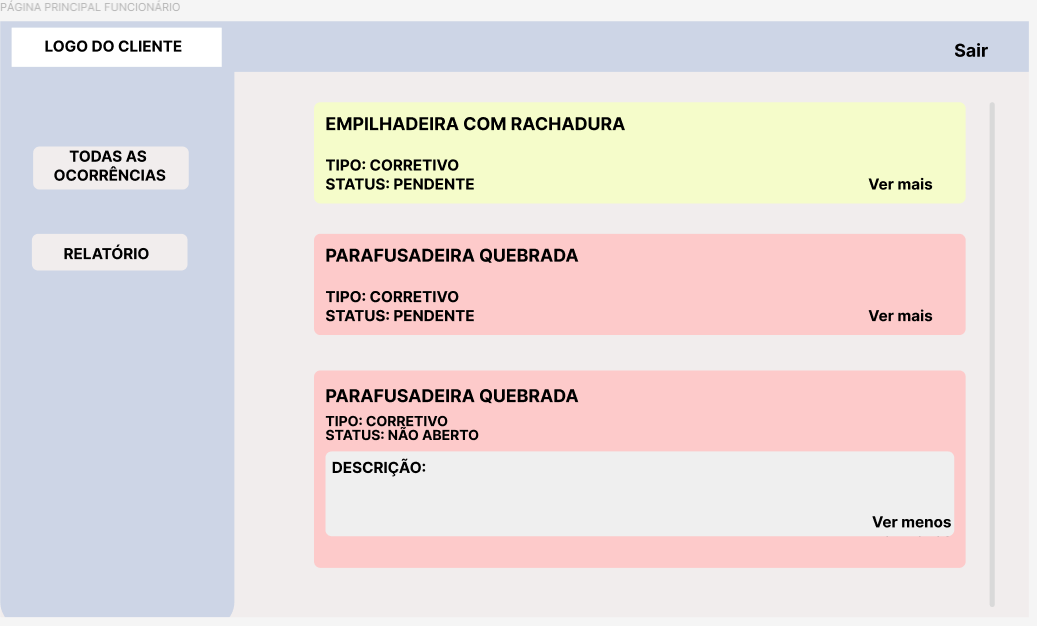 PÁGINA PRINCIPAL FUNCIONÁRIO
LOGO DO CLIENTE
Sair
TODAS AS
OCORRÊNCIAS
RELATÓRIO
EMPILHADEIRA COM RACHADURA
TIPO: CORRETIVO
STATUS: PENDENTE
Ver mais
PARAFUSADEIRA QUEBRADA
TIPO: CORRETIVO
STATUS: PENDENTE
Ver mais
PARAFUSADEIRA QUEBRADA
TIPO: CORRETIVO
STATUS: NÃO ABERTO
DESCRIÇÃO:
Ver menos